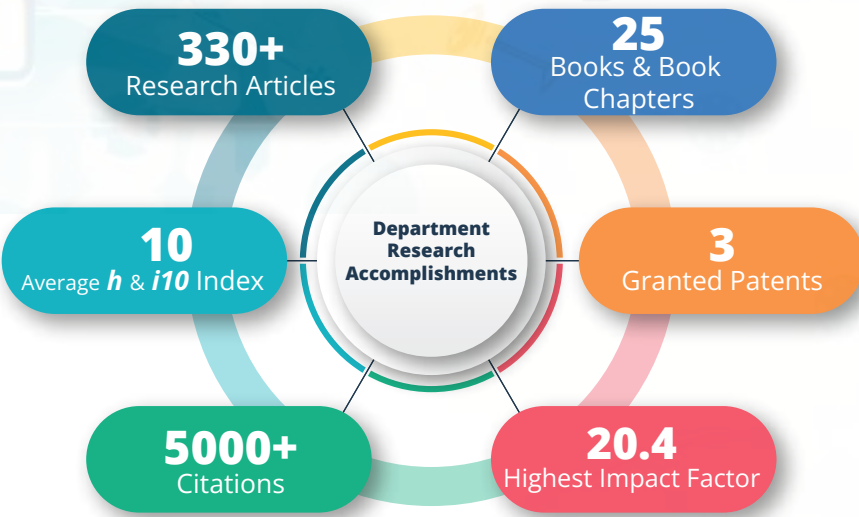 330+
Research Articles
25
Books & Book
Chapters
10
Average h & i10 Index
Department
Research
Accomplishments
3
Granted Patents
5000+
Citations
20.4
Highest Impact Factor